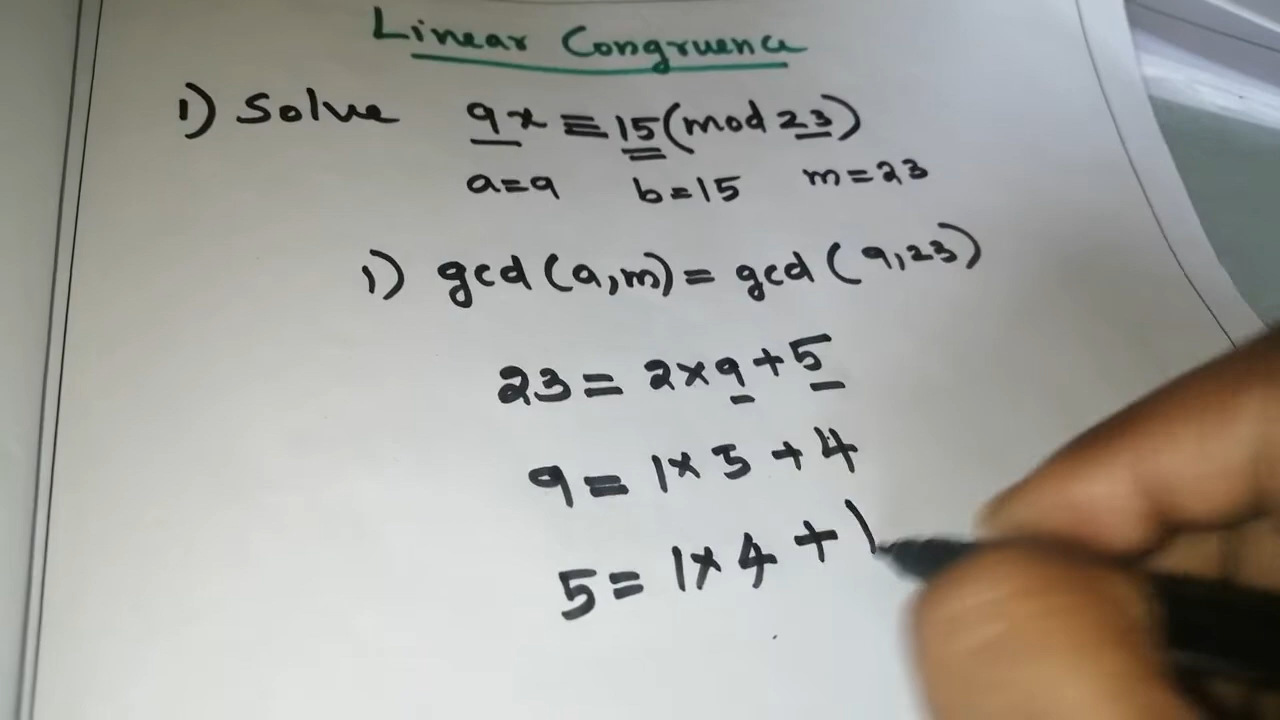 Linear Congruence
1) Solve 9x ≡ 15 (mod 23)
a=9 b=15 m=23
1) gcd (a,m) = gcd (9,23)
23 = 2×9+5
9 = 1×5 + 4
5 = 1×4 + 1